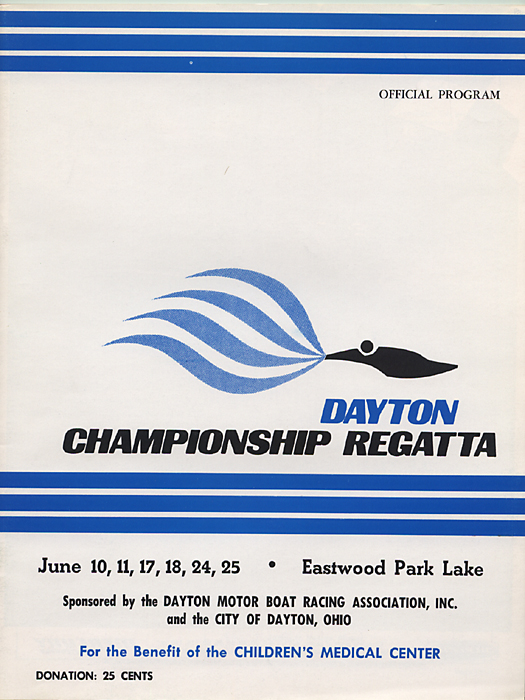 OFFICIAL PROGRAM
DAYTON
CHAMPIONSHIP REGATTA
June 10, 11, 17, 18, 24, 25 • Eastwood Park Lake
Sponsored by the DAYTON MOTOR BOAT RACING ASSOCIATION, INC.
and the CITY OF DAYTON, OHIO
For the Benefit of the CHILDREN'S MEDICAL CENTER
DONATION: 25 CENTS